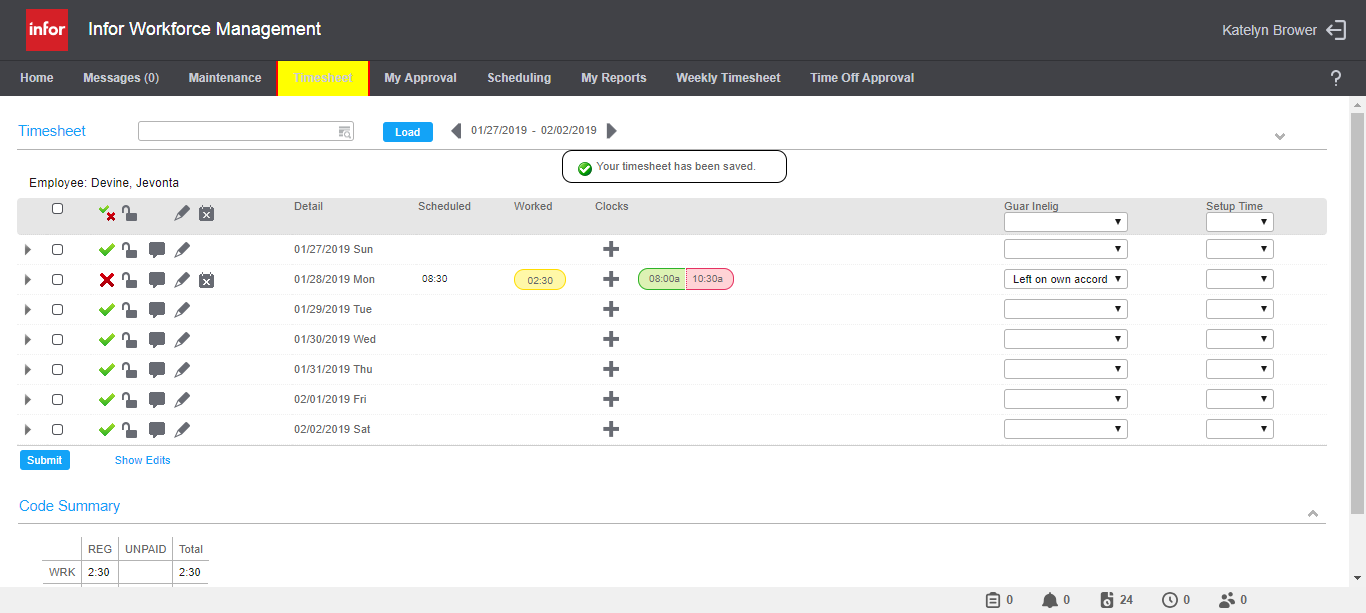 infor Infor Workforce Management Katelyn Brower
Home Messages (0) Maintenance Timesheet My Approval Scheduling My Reports Weekly Timesheet Time Off Approval ?
Timesheet Load 01/27/2019 - 02/02/2019
Your timesheet has been saved.
Employee: Devine, Jevonta
Detail Scheduled Worked Clocks Guar Inelig Setup Time
01/27/2019 Sun
01/28/2019 Mon 08:30 02:30 08:00a 10:30a Left on own accord
01/29/2019 Tue
01/30/2019 Wed
01/31/2019 Thu
02/01/2019 Fri
02/02/2019 Sat
Submit Show Edits
Code Summary
REG UNPAID Total
WRK 2:30 2:30
0 0 24 0 0